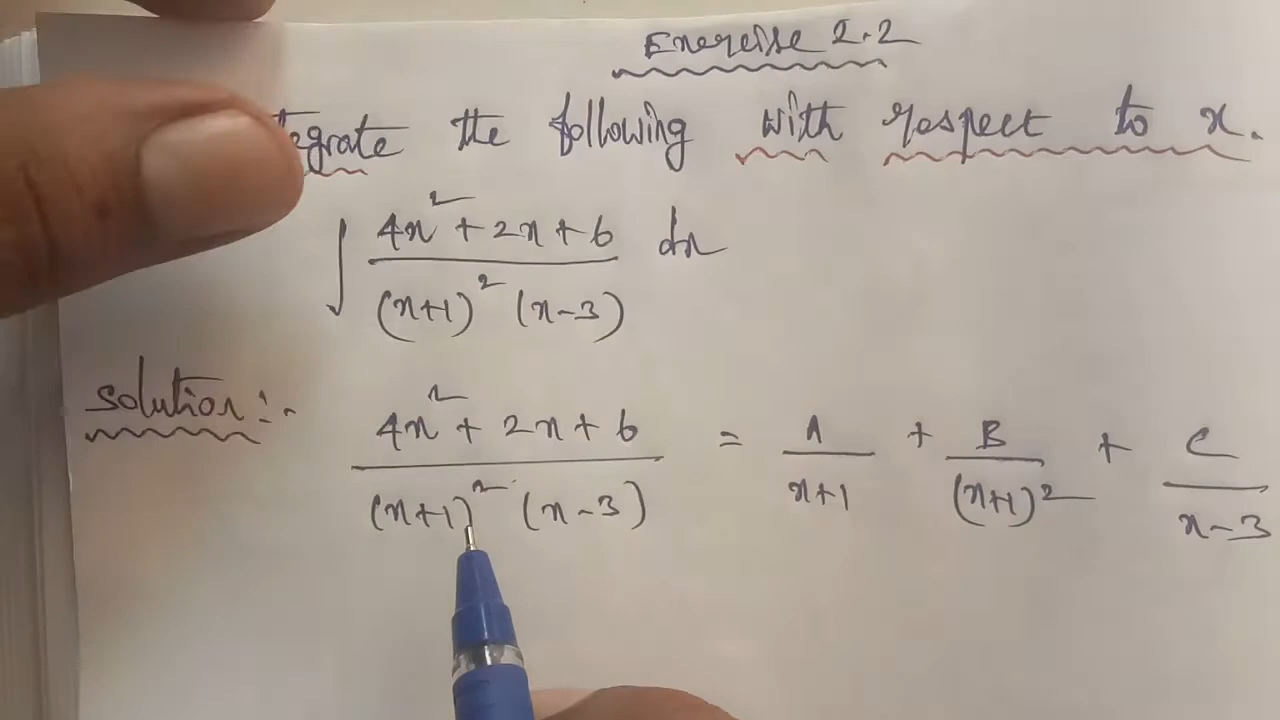 Exercise 2.2
tegrate the following with respect to x.
∫ 4x² + 2x + 6 / (x+1)² (x-3) dx
Solution:- 4x² + 2x + 6 / (x+1)² (x-3) = A / x+1 + B / (x+1)² + C / x-3